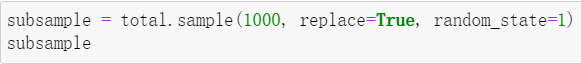 subsample = total.sample(1000, replace=True, random_state=1)
subsample